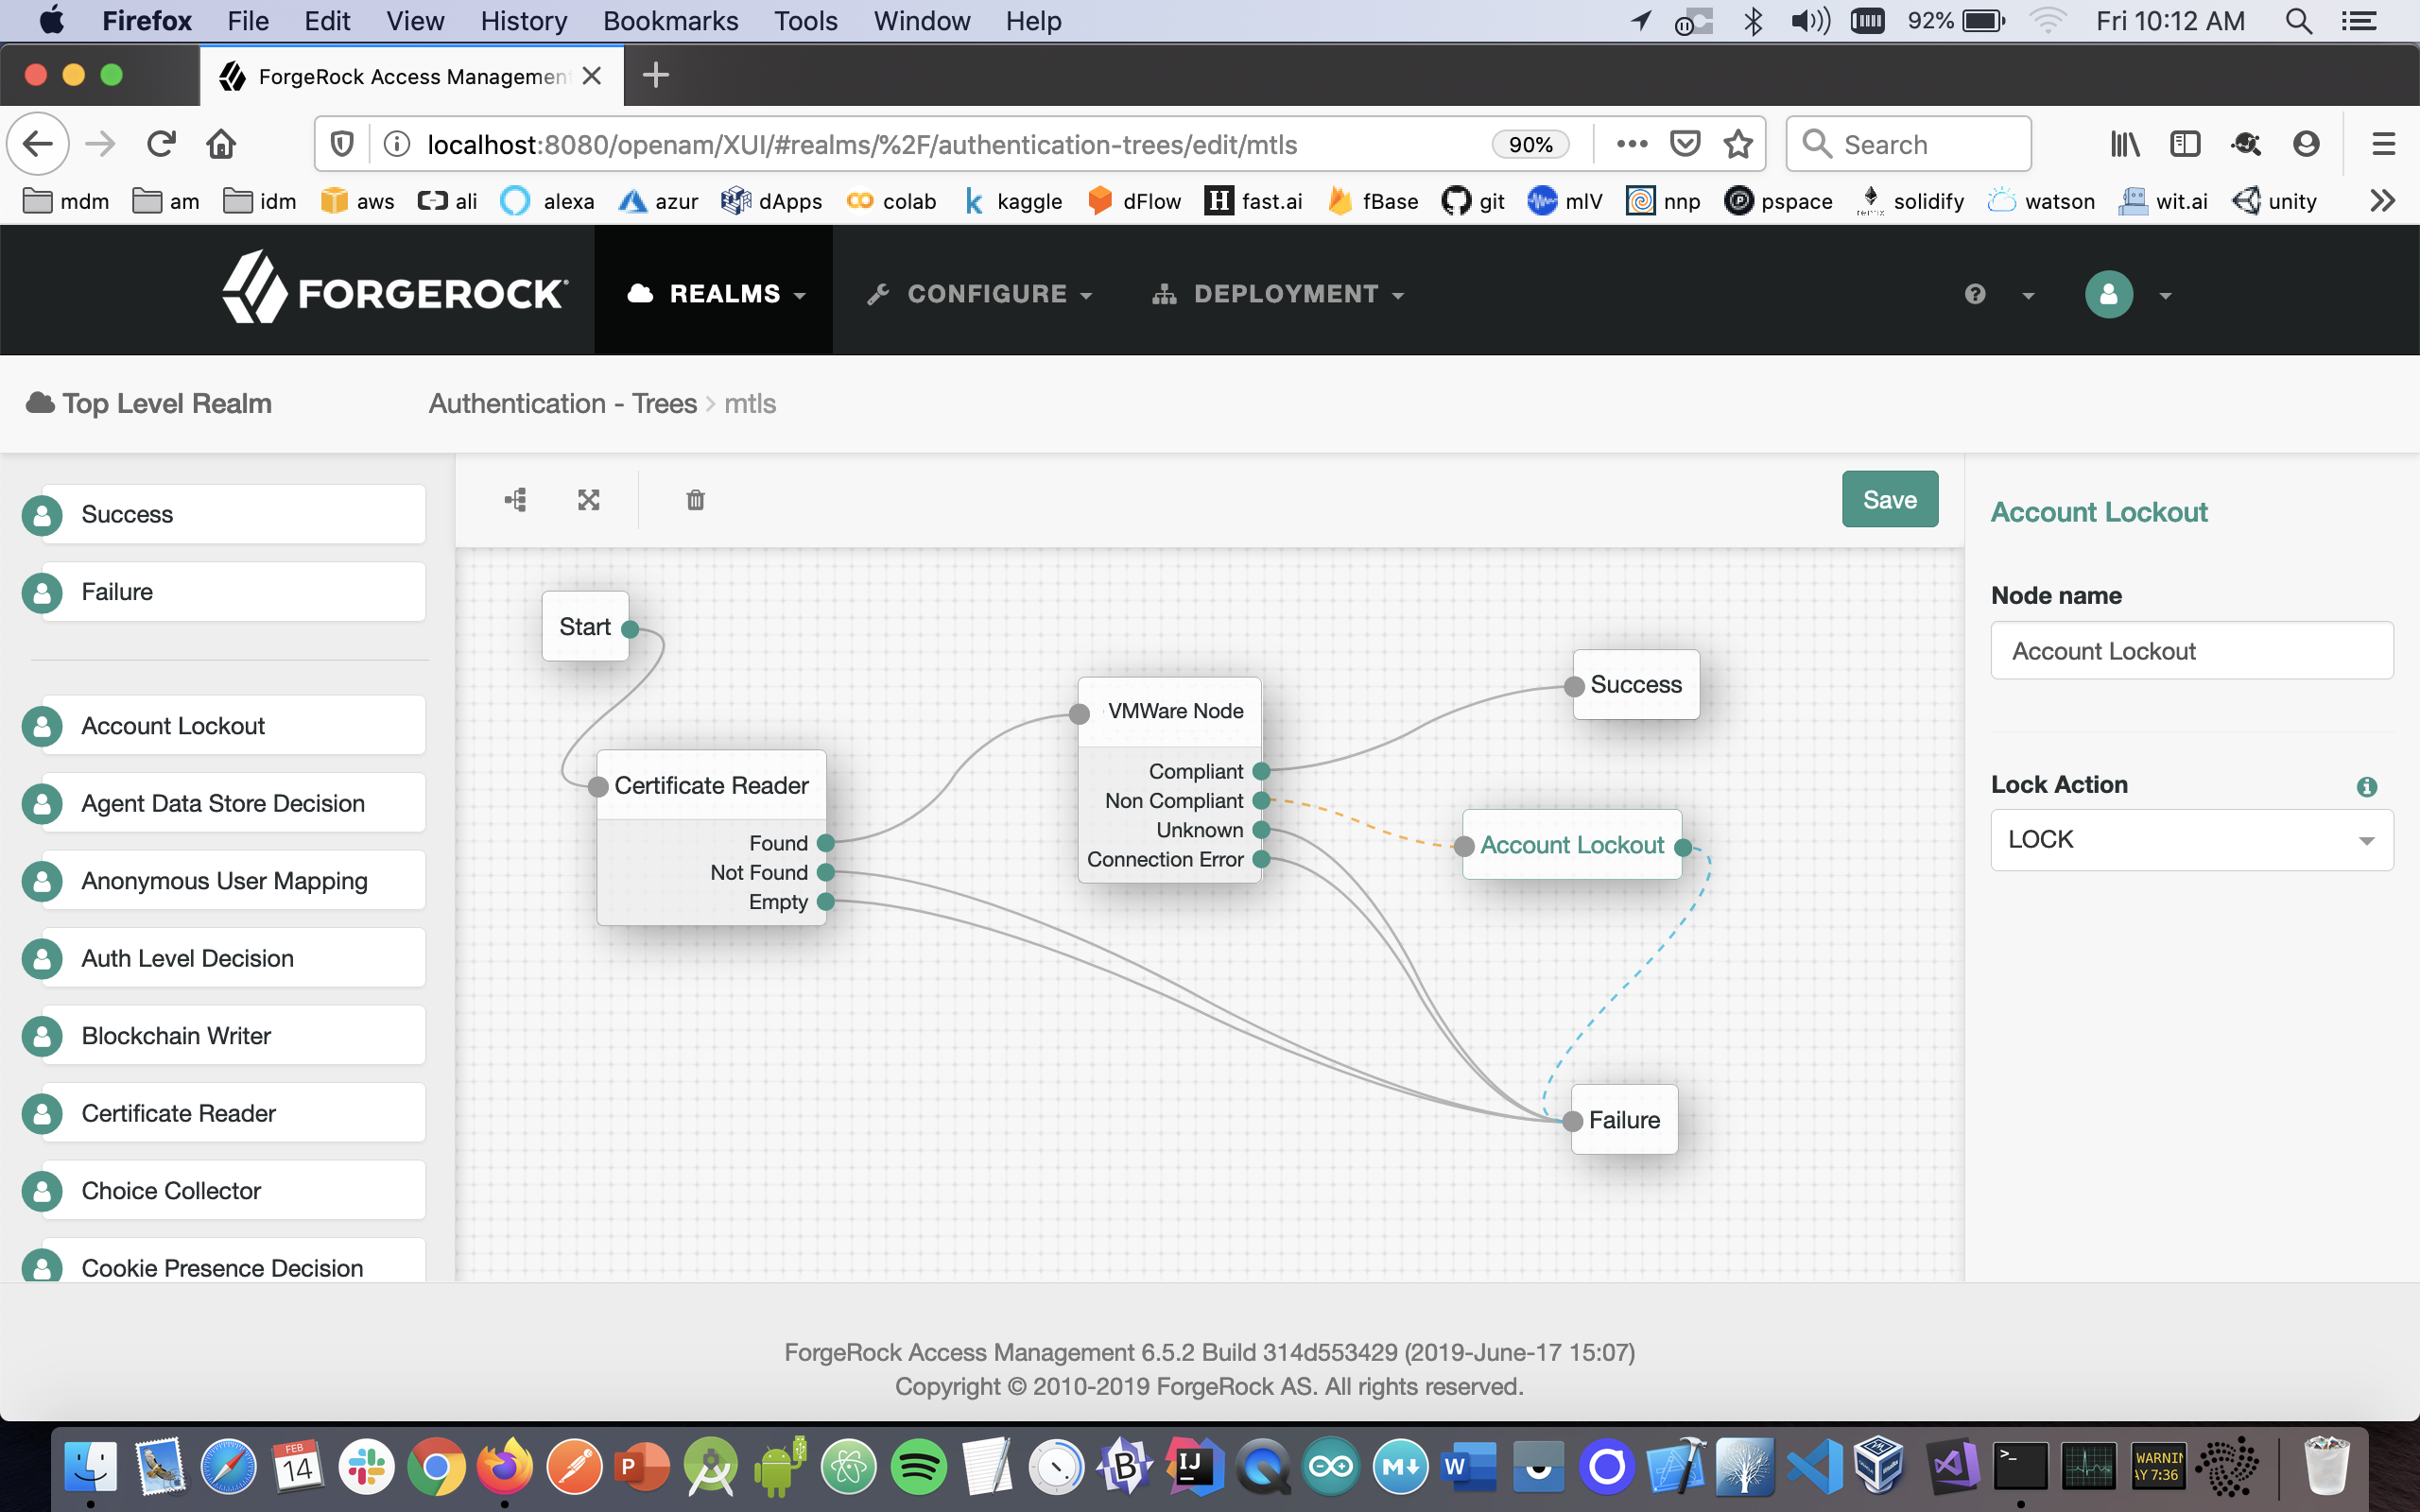 Firefox File Edit View History Bookmarks Tools Window Help 92% Fri 10:12 AM
ForgeRock Access Managemen
localhost:8080/openam/XUI/#realms/%2F/authentication-trees/edit/mtls 90% Search
mdm am idm aws ali alexa azur dApps colab kaggle dFlow fast.ai fBase git mlV nnp pspace solidify watson wit.ai unity
FORGEROCK REALMS CONFIGURE DEPLOYMENT
Top Level Realm Authentication - Trees > mtls
Success
Failure
Account Lockout
Agent Data Store Decision
Anonymous User Mapping
Auth Level Decision
Blockchain Writer
Certificate Reader
Choice Collector
Cookie Presence Decision
Save
Start
Certificate Reader
Found
Not Found
Empty
VMWare Node
Compliant
Non Compliant
Unknown
Connection Error
Success
Account Lockout
Failure
Account Lockout
Node name
Account Lockout
Lock Action
LOCK
ForgeRock Access Management 6.5.2 Build 314d553429 (2019-June-17 15:07)
Copyright © 2010-2019 ForgeRock AS. All rights reserved.
FEB
14
P
B
IJ
M
W
>_
WARNIN
AY 7:36